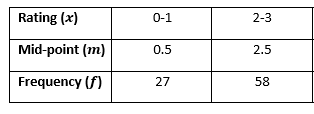 Rating (x) 0-1 2-3
Mid-point (m) 0.5 2.5
Frequency (f) 27 58